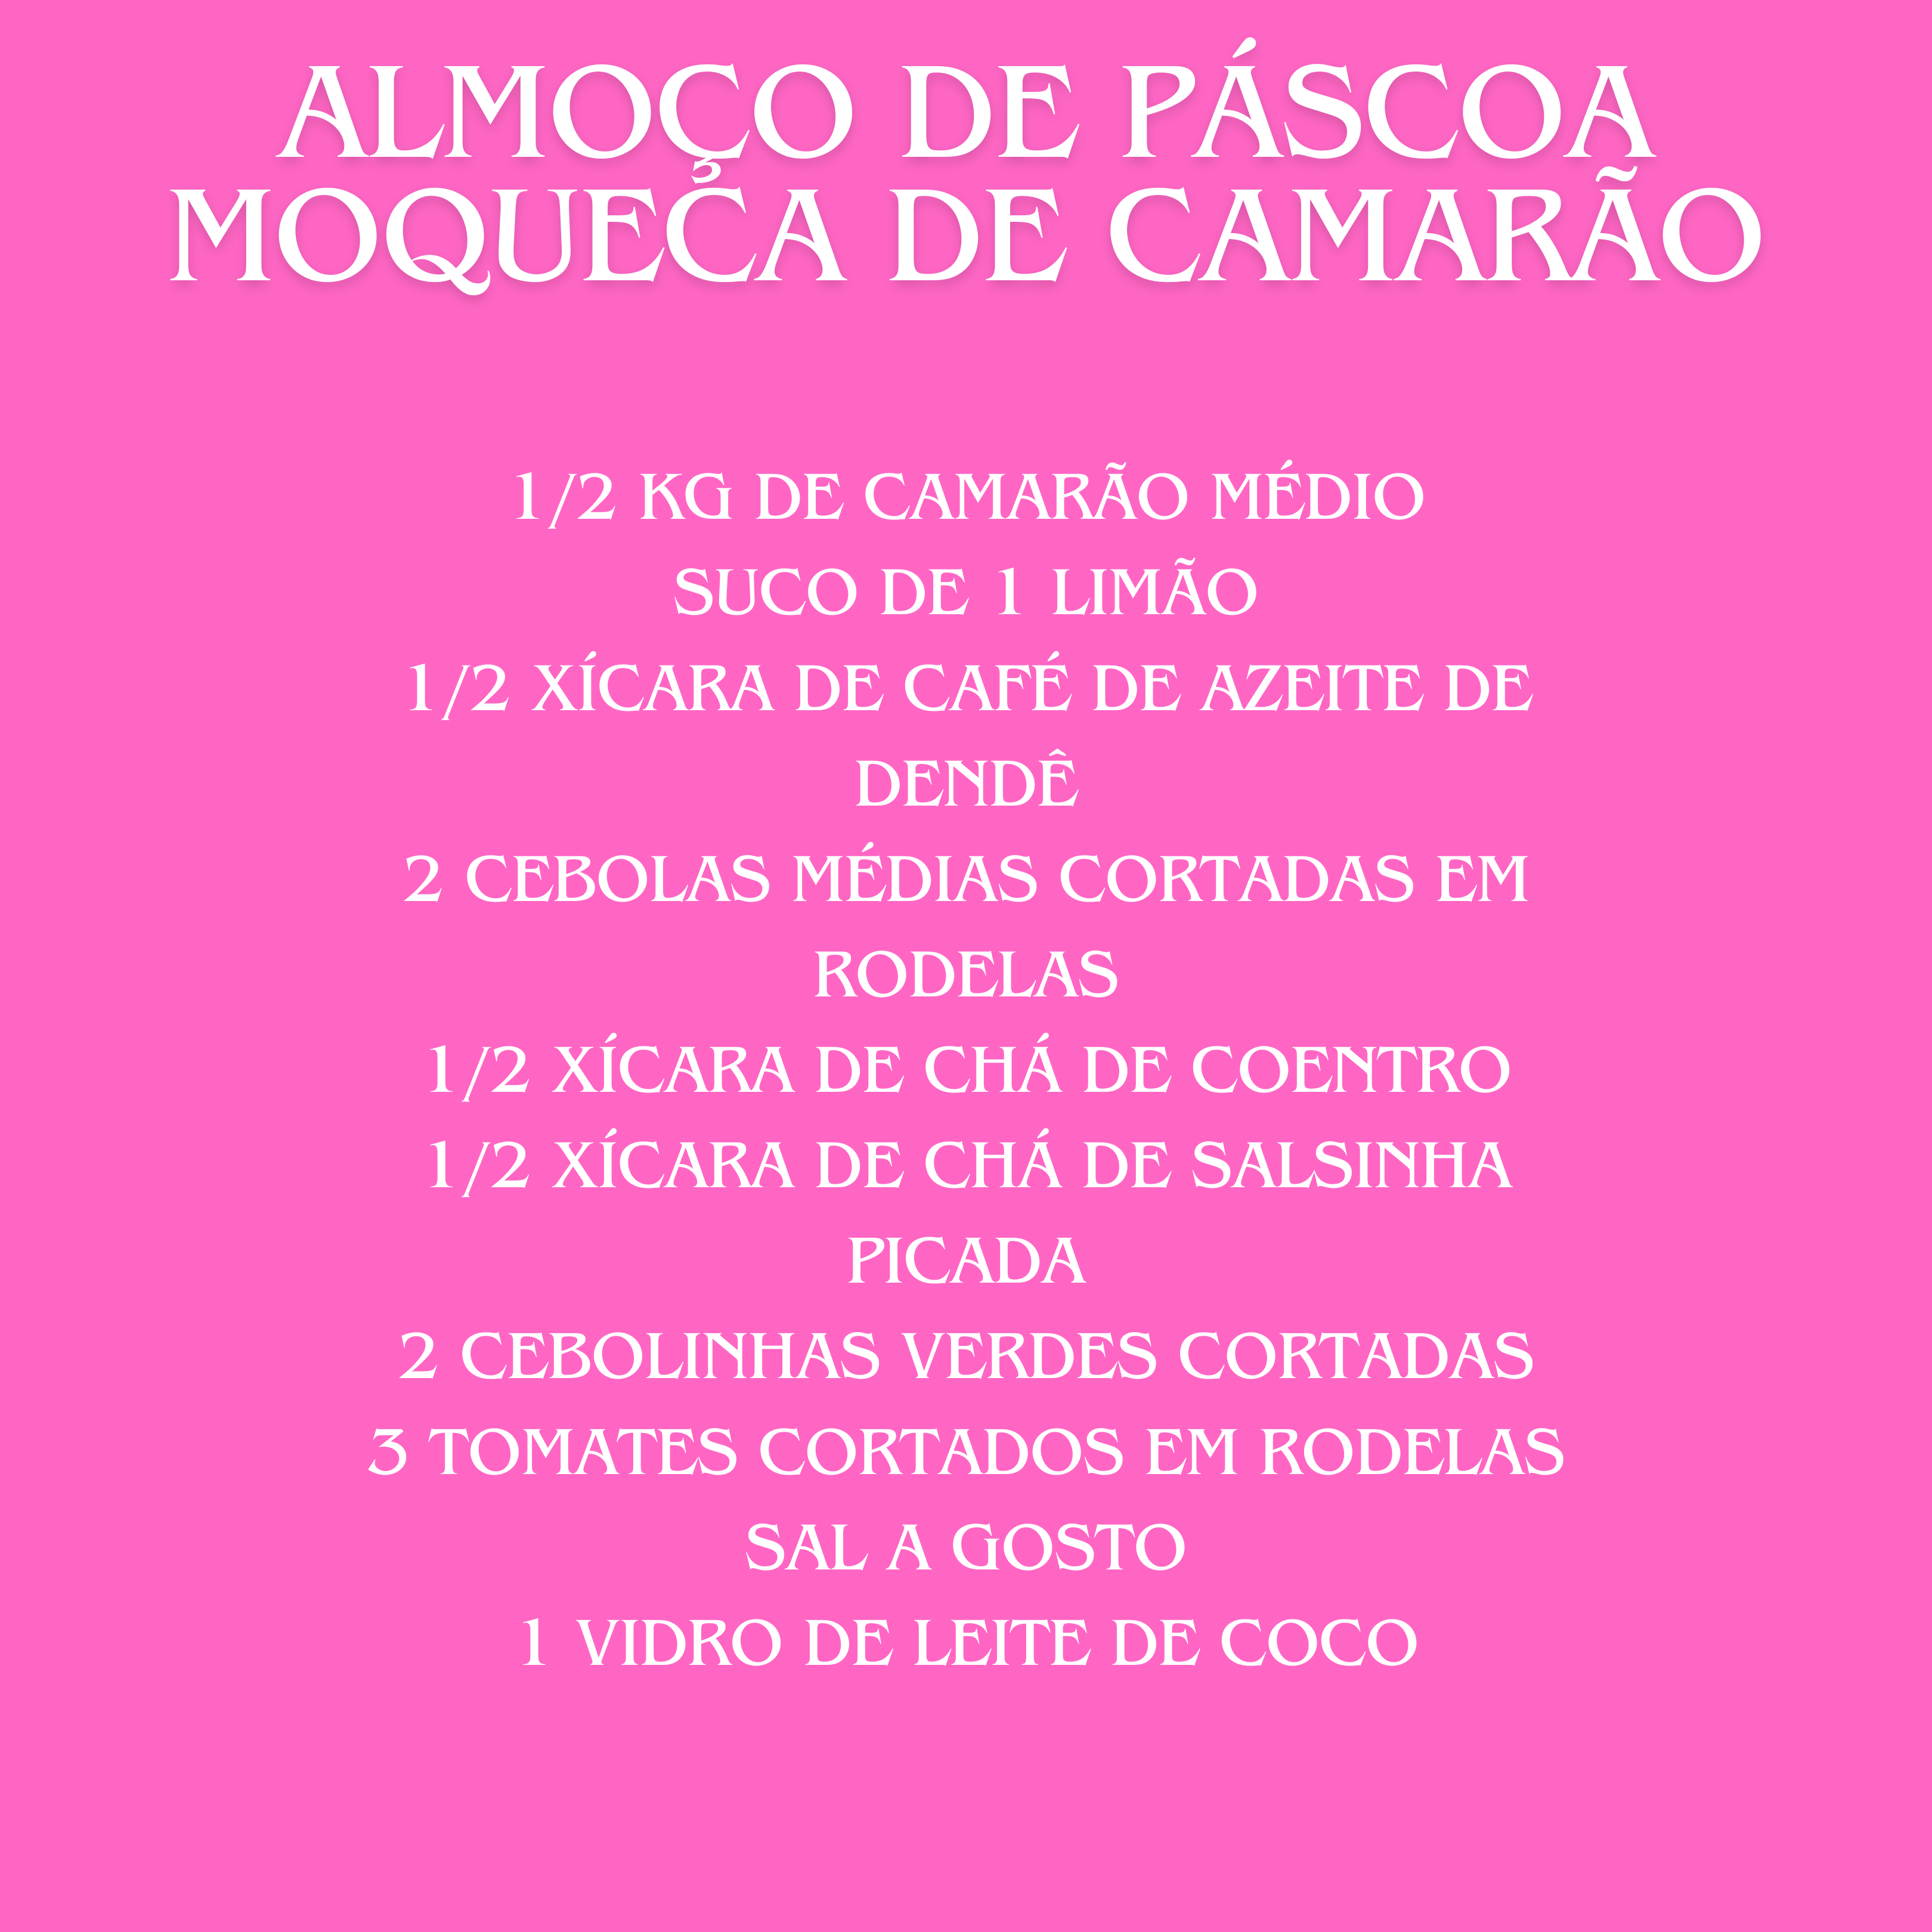 ALMOÇO DE PÁSCOA
MOQUECA DE CAMARÃO
1/2 KG DE CAMARÃO MÉDIO
SUCO DE 1 LIMÃO
1/2 XÍCARA DE CAFÉ DE AZEITE DE
DENDÊ
2 CEBOLAS MÉDIAS CORTADAS EM
RODELAS
1/2 XÍCARA DE CHÁ DE COENTRO
1/2 XÍCARA DE CHÁ DE SALSINHA
PICADA
2 CEBOLINHAS VERDES CORTADAS
3 TOMATES CORTADOS EM RODELAS
SAL A GOSTO
1 VIDRO DE LEITE DE COCO